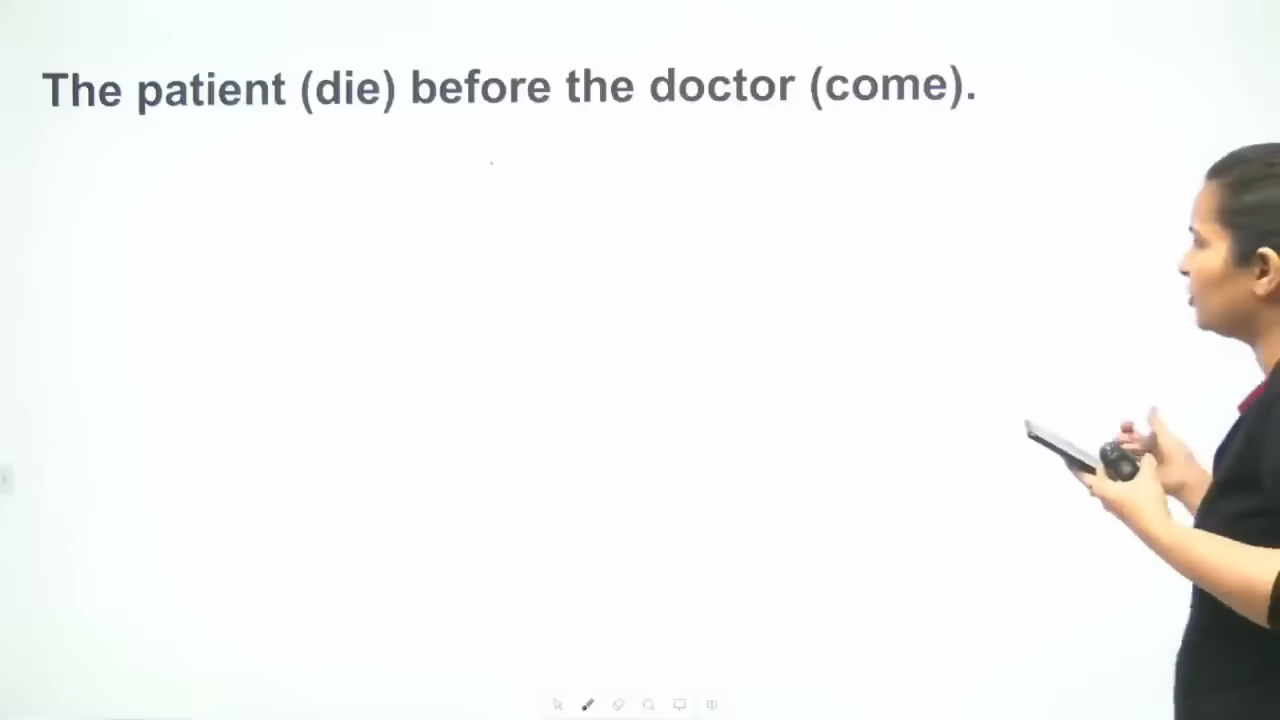 The patient (die) before the doctor (come).